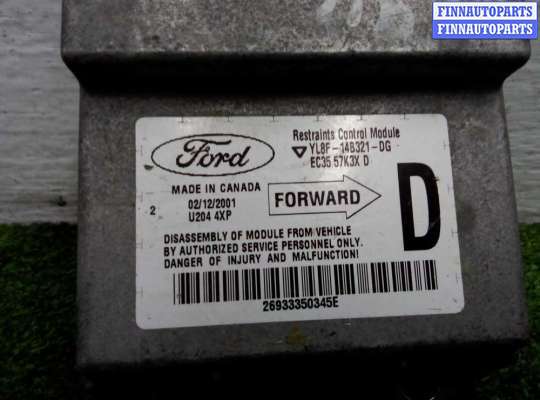 FINNAUTOPARTS
FINNAUTOPARTS
Ford
Restraints Control Module
YL8F-14B321-DG
EC35 57K3X D
MADE IN CANADA
02/12/2001
U204 4XP
2
FORWARD
D
DISASSEMBLY OF MODULE FROM VEHICLE
BY AUTHORIZED SERVICE PERSONNEL ONLY.
DANGER OF INJURY AND MALFUNCTION!
26933350345E